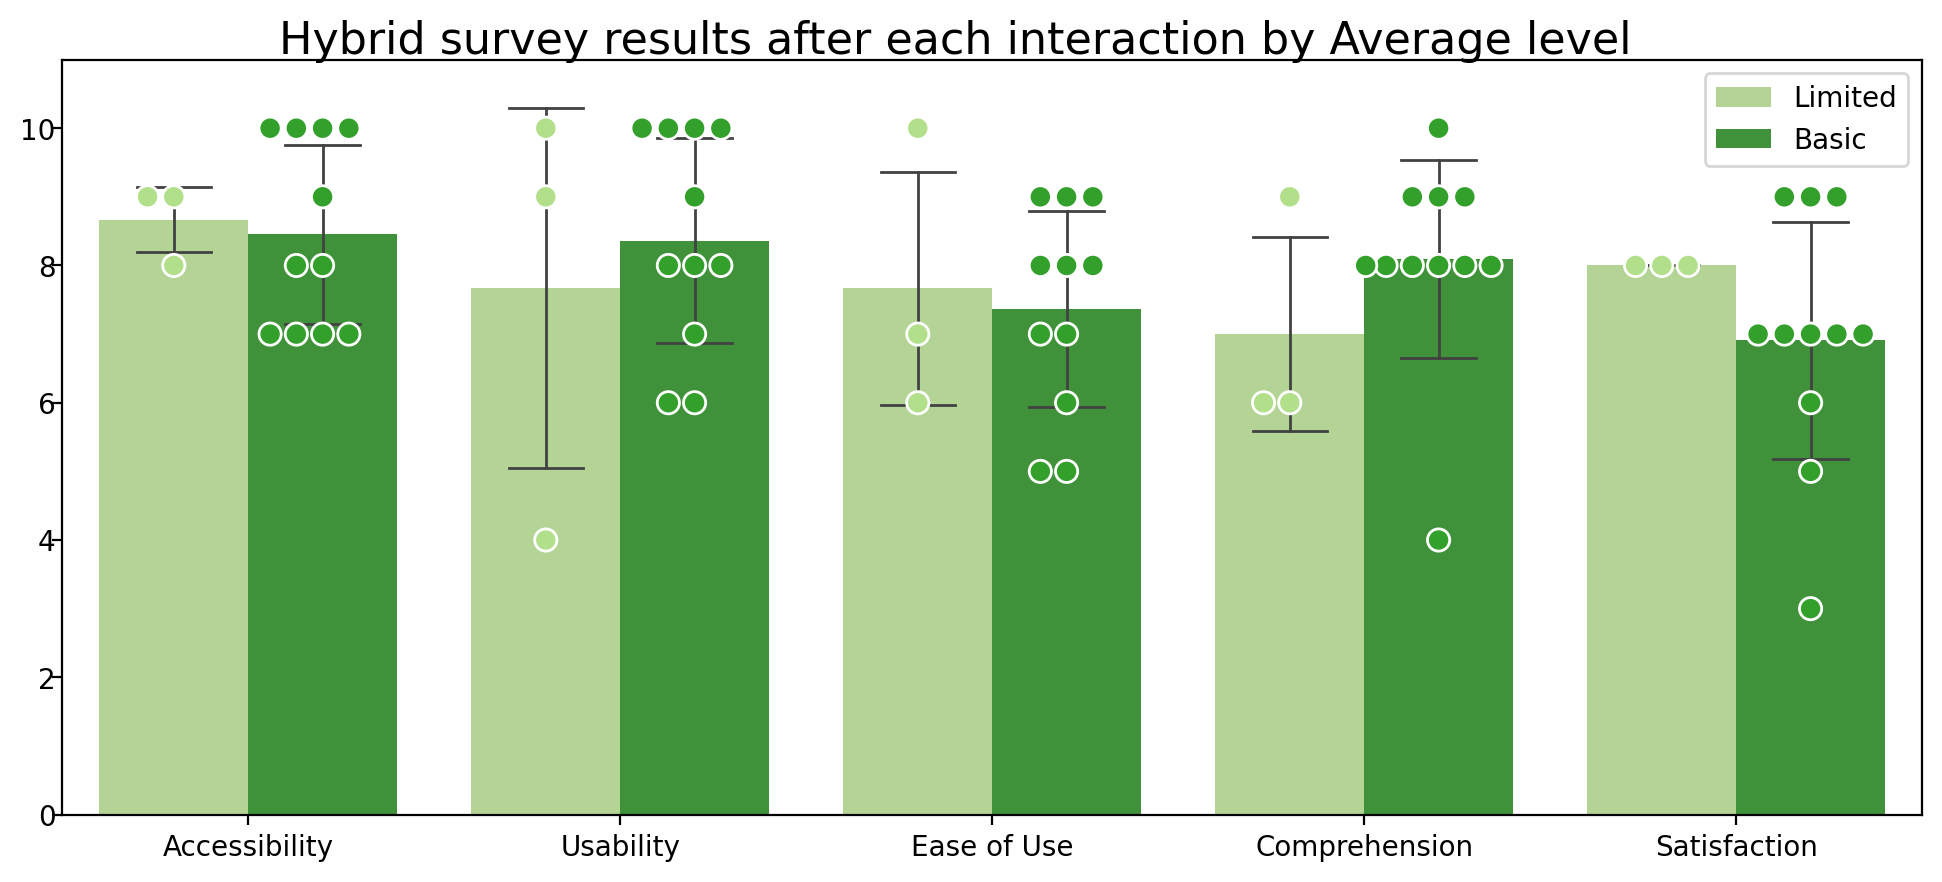 Hybrid survey results after each interaction by Average level
Limited
Basic
10
8
6
4
2
0
Accessibility
Usability
Ease of Use
Comprehension
Satisfaction